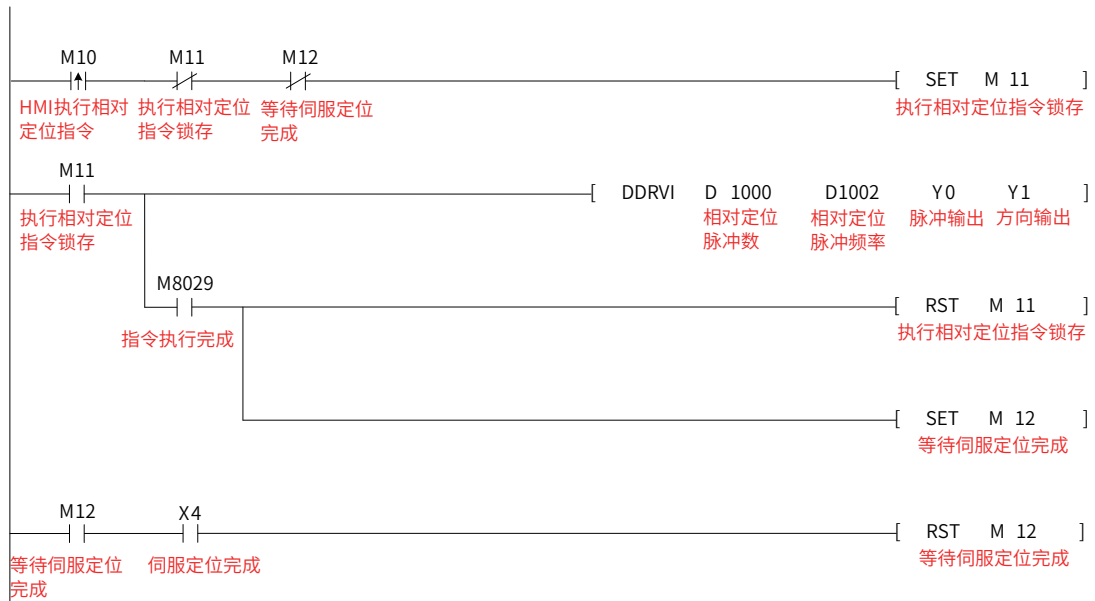 M10 M11 M12
[ SET M 11 ]
HMI执行相对 执行相对定位 等待伺服定位 执行相对定位指令锁存
定位指令 指令锁存 完成
M11
[ DDRVI D 1000 D1002 Y0 Y1 ]
执行相对定位 相对定位 相对定位 脉冲输出 方向输出
指令锁存 脉冲数 脉冲频率
M8029
[ RST M 11 ]
指令执行完成 执行相对定位指令锁存
[ SET M 12 ]
等待伺服定位完成
M12 X4
[ RST M 12 ]
等待伺服定位 伺服定位完成 等待伺服定位完成
完成